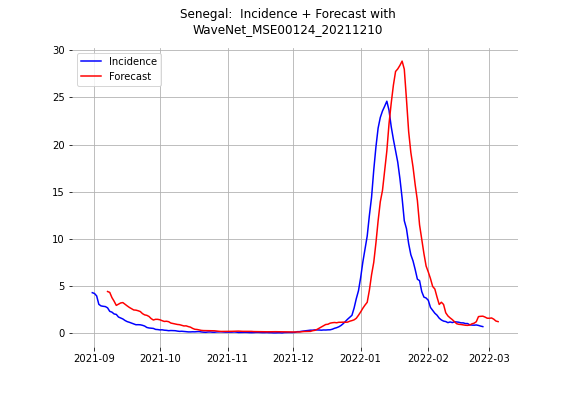 Senegal:  Incidence + Forecast with
WaveNet_MSE00124_20211210
Incidence
Forecast
30
25
20
15
10
5
0
2021-09 2021-10 2021-11 2021-12 2022-01 2022-02 2022-03